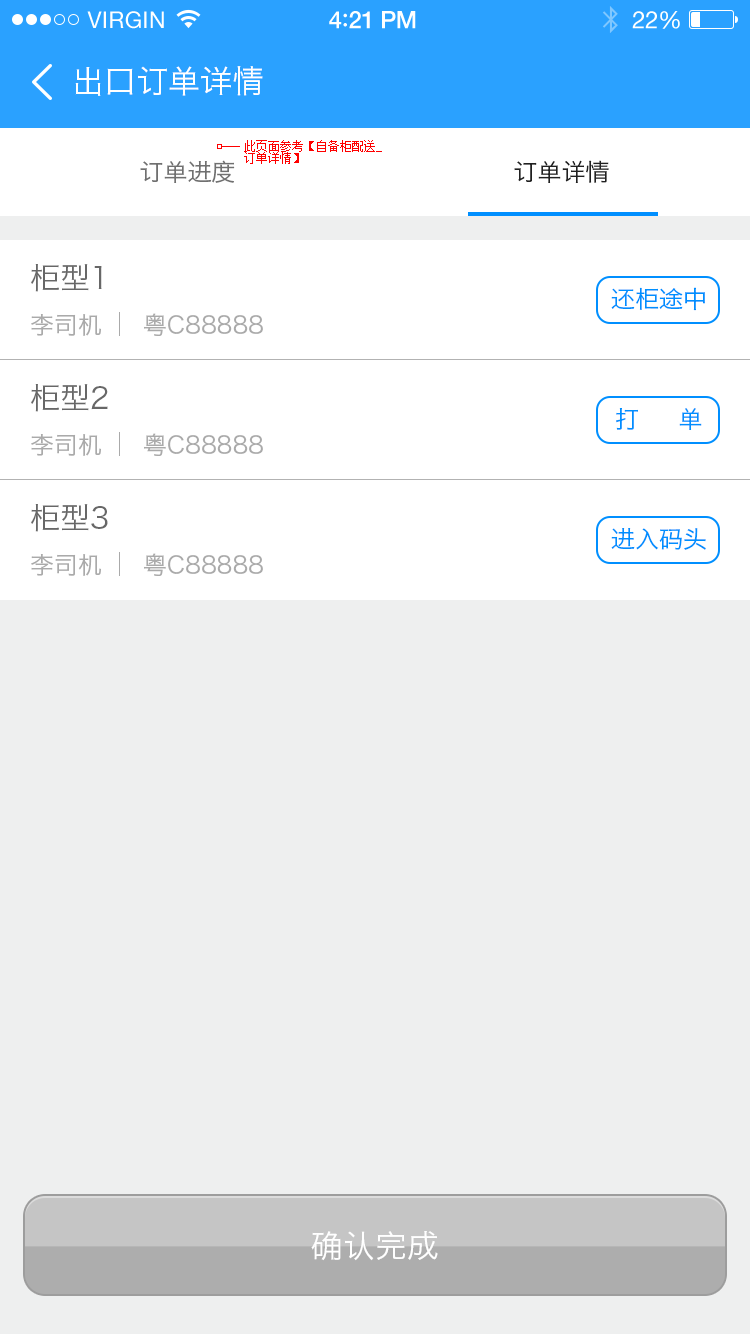 VIRGIN
4:21 PM
22%
出口订单详情
此页面参考【自备柜配送_
订单详情】
订单进度
订单详情
柜型1
李司机 粤C88888
还柜途中
柜型2
李司机 粤C88888
打 单
柜型3
李司机 粤C88888
进入码头
确认完成